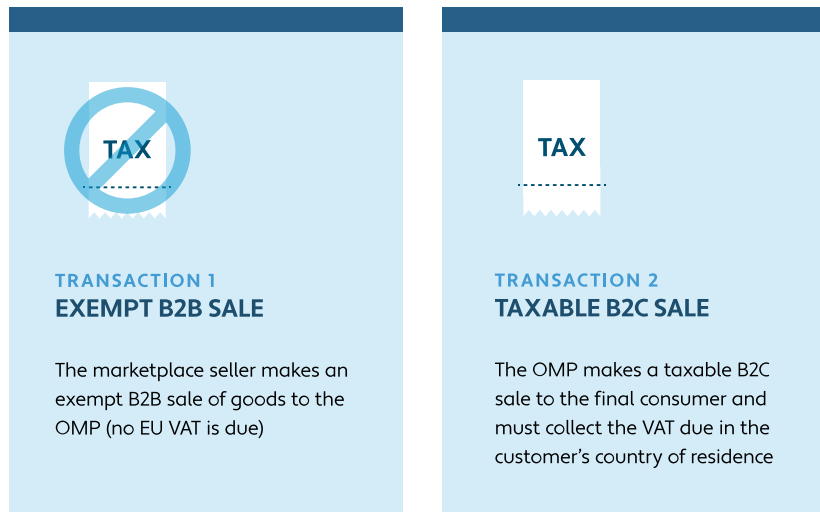 TAX
TRANSACTION 1
EXEMPT B2B SALE
The marketplace seller makes an
exempt B2B sale of goods to the
OMP (no EU VAT is due)
TAX
TRANSACTION 2
TAXABLE B2C SALE
The OMP makes a taxable B2C
sale to the final consumer and
must collect the VAT due in the
customer's country of residence